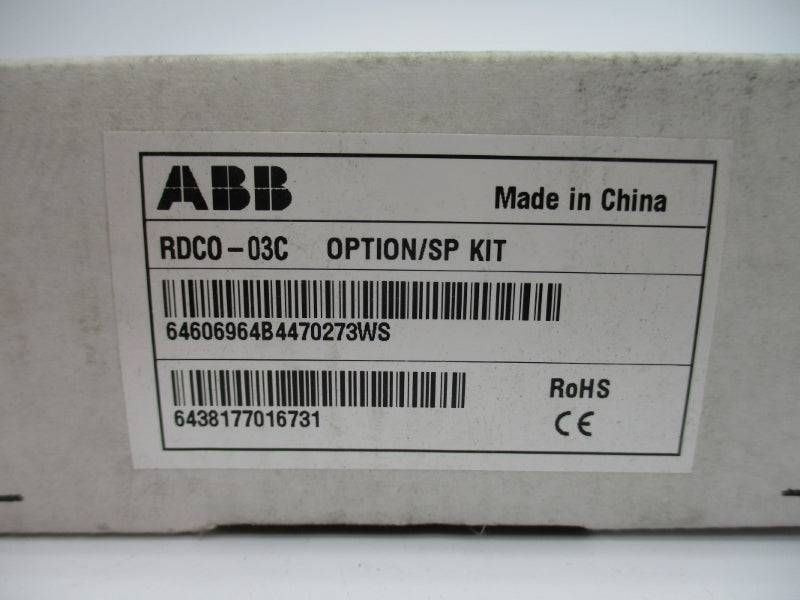 ABB
Made in China
RDCO-03C OPTION/SP KIT
64606964B4470273WS
6438177016731
RoHS
CE